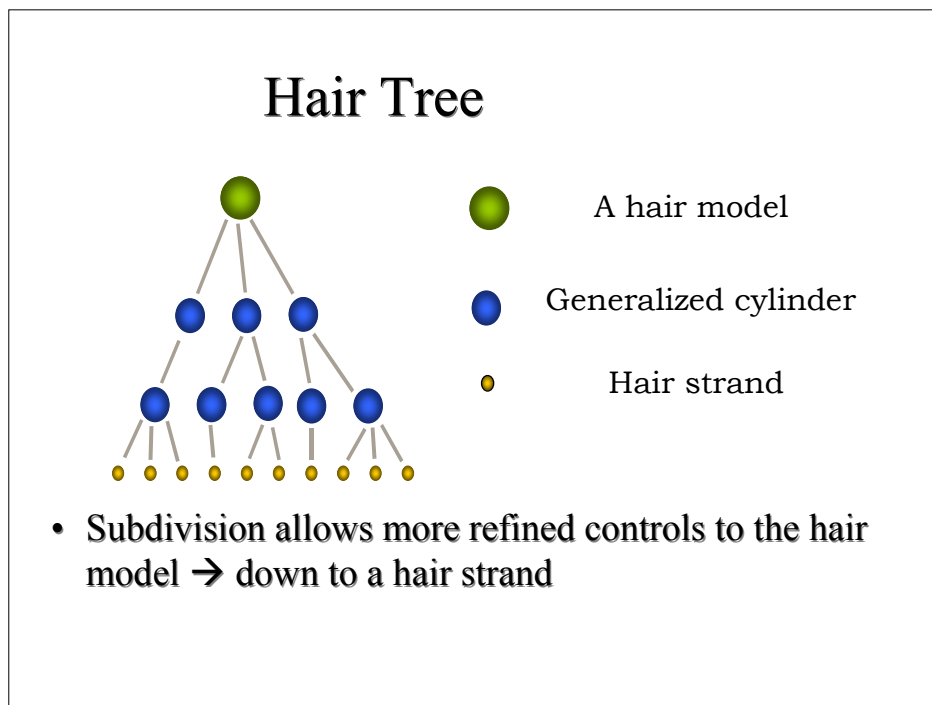 Hair Tree
A hair model
Generalized cylinder
Hair strand
• Subdivision allows more refined controls to the hair
model → down to a hair strand